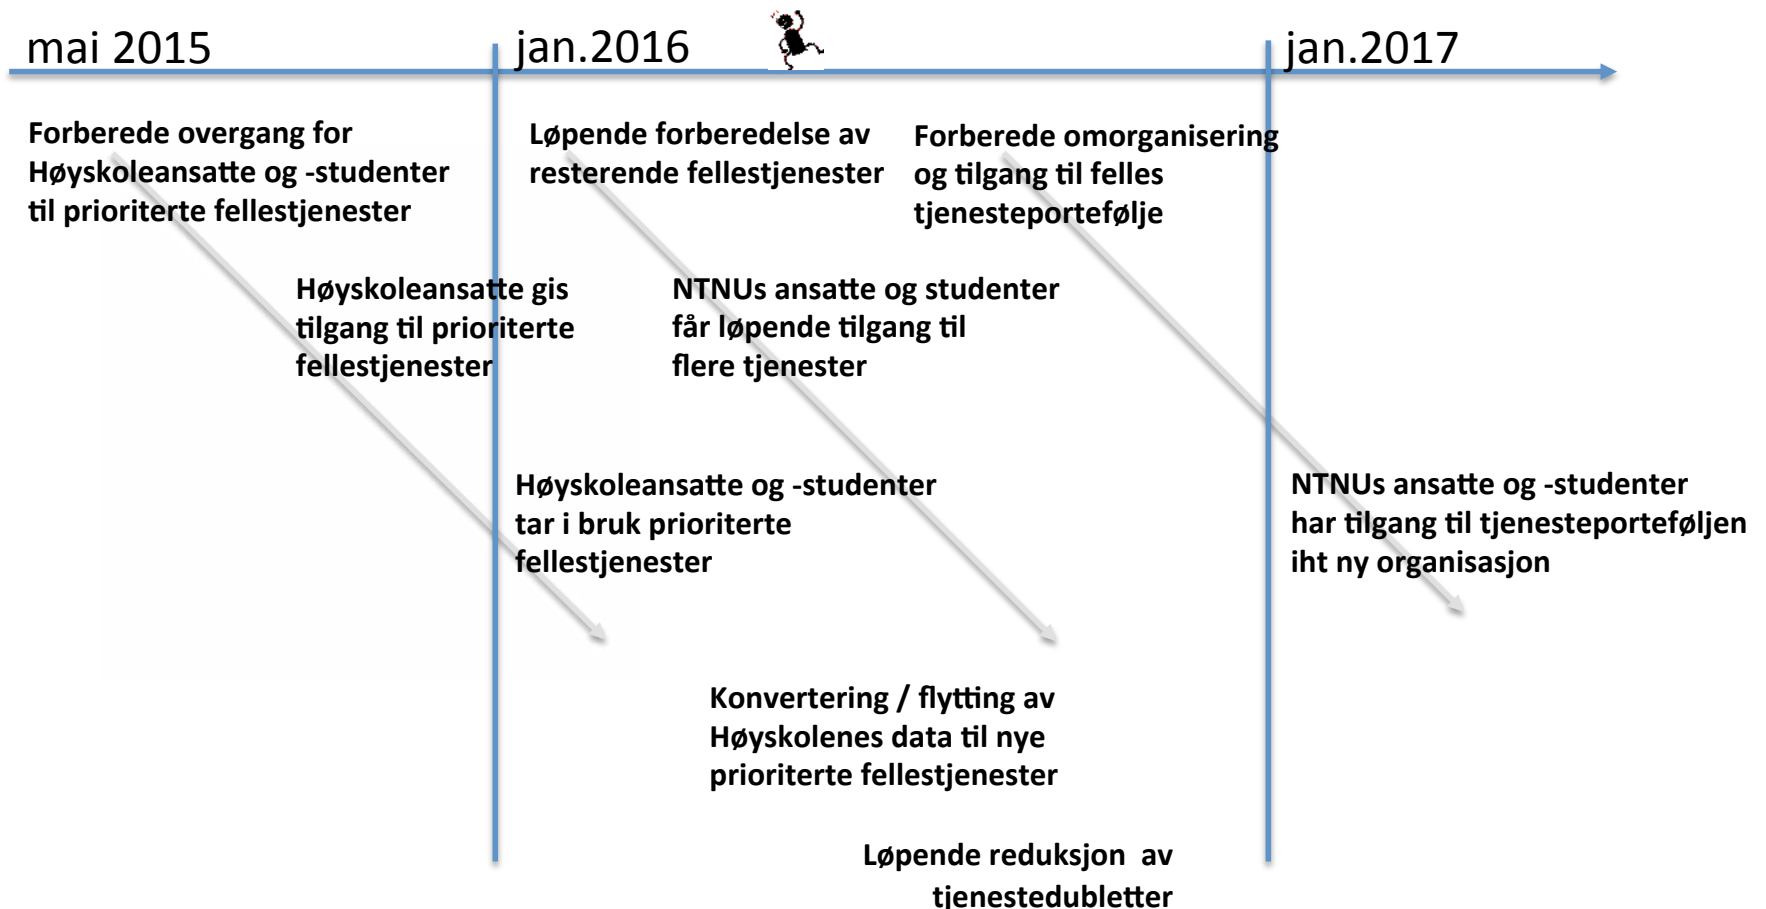 mai 2015
jan.2016
jan.2017
Forberede overgang for
Høyskoleansatte og -studenter
til prioriterte fellestjenester
Løpende forberedelse av
resterende fellestjenester
Forberede omorganisering
og tilgang til felles
tjenesteportefølje
Høyskoleansatte gis
tilgang til prioriterte
fellestjenester
NTNUs ansatte og studenter
får løpende tilgang til
flere tjenester
Høyskoleansatte og -studenter
tar i bruk prioriterte
fellestjenester
NTNUs ansatte og -studenter
har tilgang til tjenesteporteføljen
iht ny organisasjon
Konvertering / flytting av
Høyskolenes data til nye
prioriterte fellestjenester
Løpende reduksjon av
tjenestedubletter